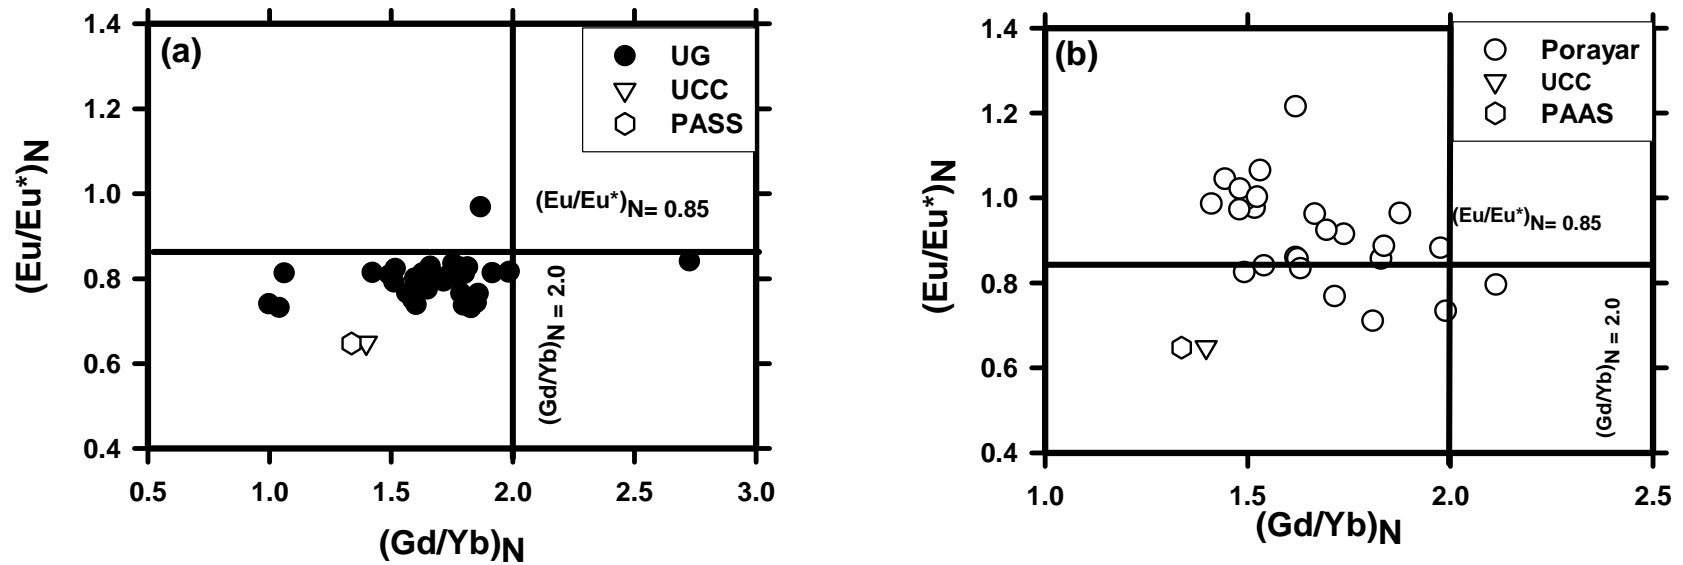 (a)
UG
UCC
PASS
1.4
1.2
1.0
0.8
0.6
0.4
(Eu/Eu*)N
(Eu/Eu*)N= 0.85
(Gd/Yb)N = 2.0
0.5 1.0 1.5 2.0 2.5 3.0
(Gd/Yb)N
(b)
Porayar
UCC
PAAS
1.4
1.2
1.0
0.8
0.6
0.4
(Eu/Eu*)N
(Eu/Eu*)N= 0.85
(Gd/Yb)N = 2.0
1.0 1.5 2.0 2.5
(Gd/Yb)N